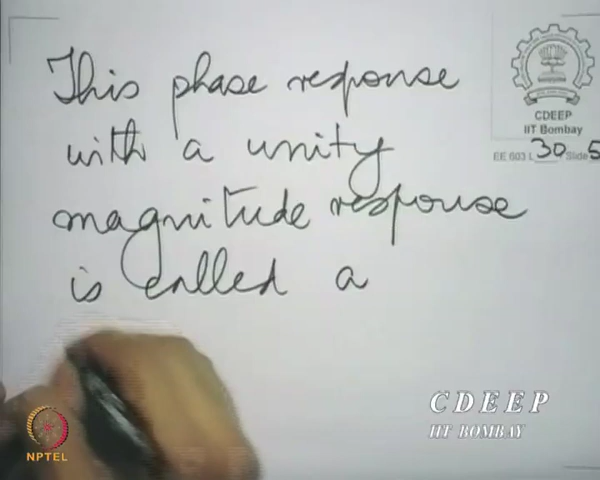 This phase response
with a unity
magnitude response
is called a
CDEEP
IIT Bombay
EE 603 L 30 Slide 5
CDEEP
IIT BOMBAY
NPTEL